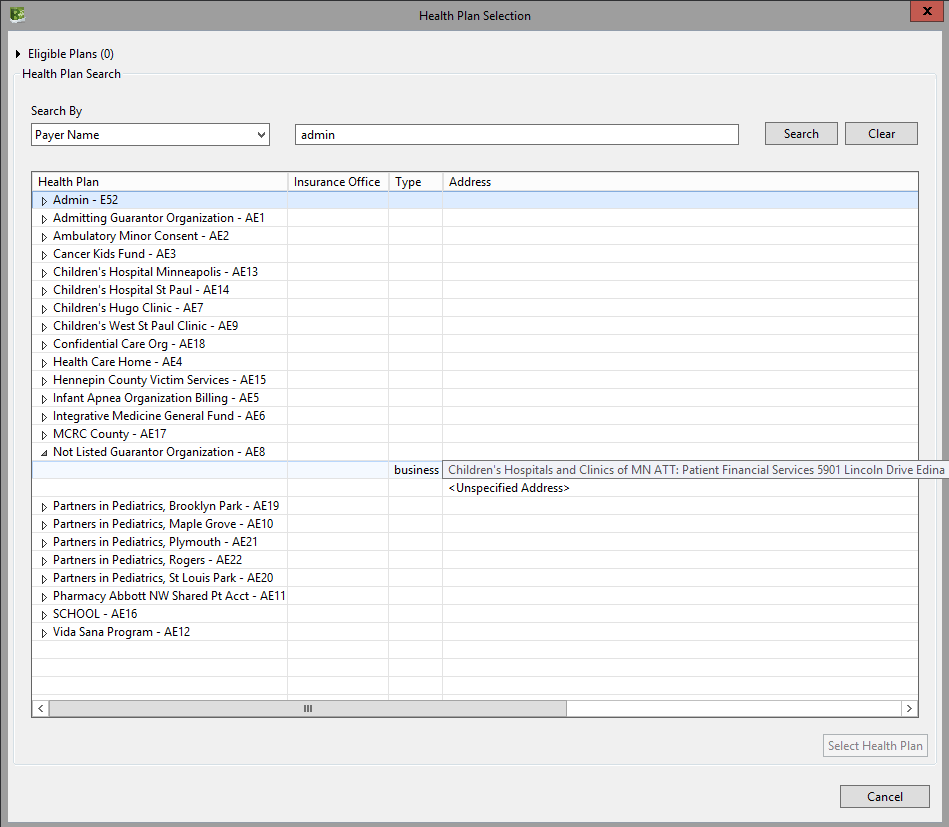 Health Plan Selection
Eligible Plans (0)
Health Plan Search
Search By
Payer Name admin Search Clear
Health Plan Insurance Office Type Address
Admin - E52
Admitting Guarantor Organization - AE1
Ambulatory Minor Consent - AE2
Cancer Kids Fund - AE3
Children's Hospital Minneapolis - AE13
Children's Hospital St Paul - AE14
Children's Hugo Clinic - AE7
Children's West St Paul Clinic - AE9
Confidential Care Org - AE18
Health Care Home - AE4
Hennepin County Victim Services - AE15
Infant Apnea Organization Billing - AE5
Integrative Medicine General Fund - AE6
MCRC County - AE17
Not Listed Guarantor Organization - AE8
business Children's Hospitals and Clinics of MN ATT: Patient Financial Services 5901 Lincoln Drive Edina
<Unspecified Address>
Partners in Pediatrics, Brooklyn Park - AE19
Partners in Pediatrics, Maple Grove - AE10
Partners in Pediatrics, Plymouth - AE21
Partners in Pediatrics, Rogers - AE22
Partners in Pediatrics, St Louis Park - AE20
Pharmacy Abbott NW Shared Pt Acct - AE11
SCHOOL - AE16
Vida Sana Program - AE12
Select Health Plan
Cancel